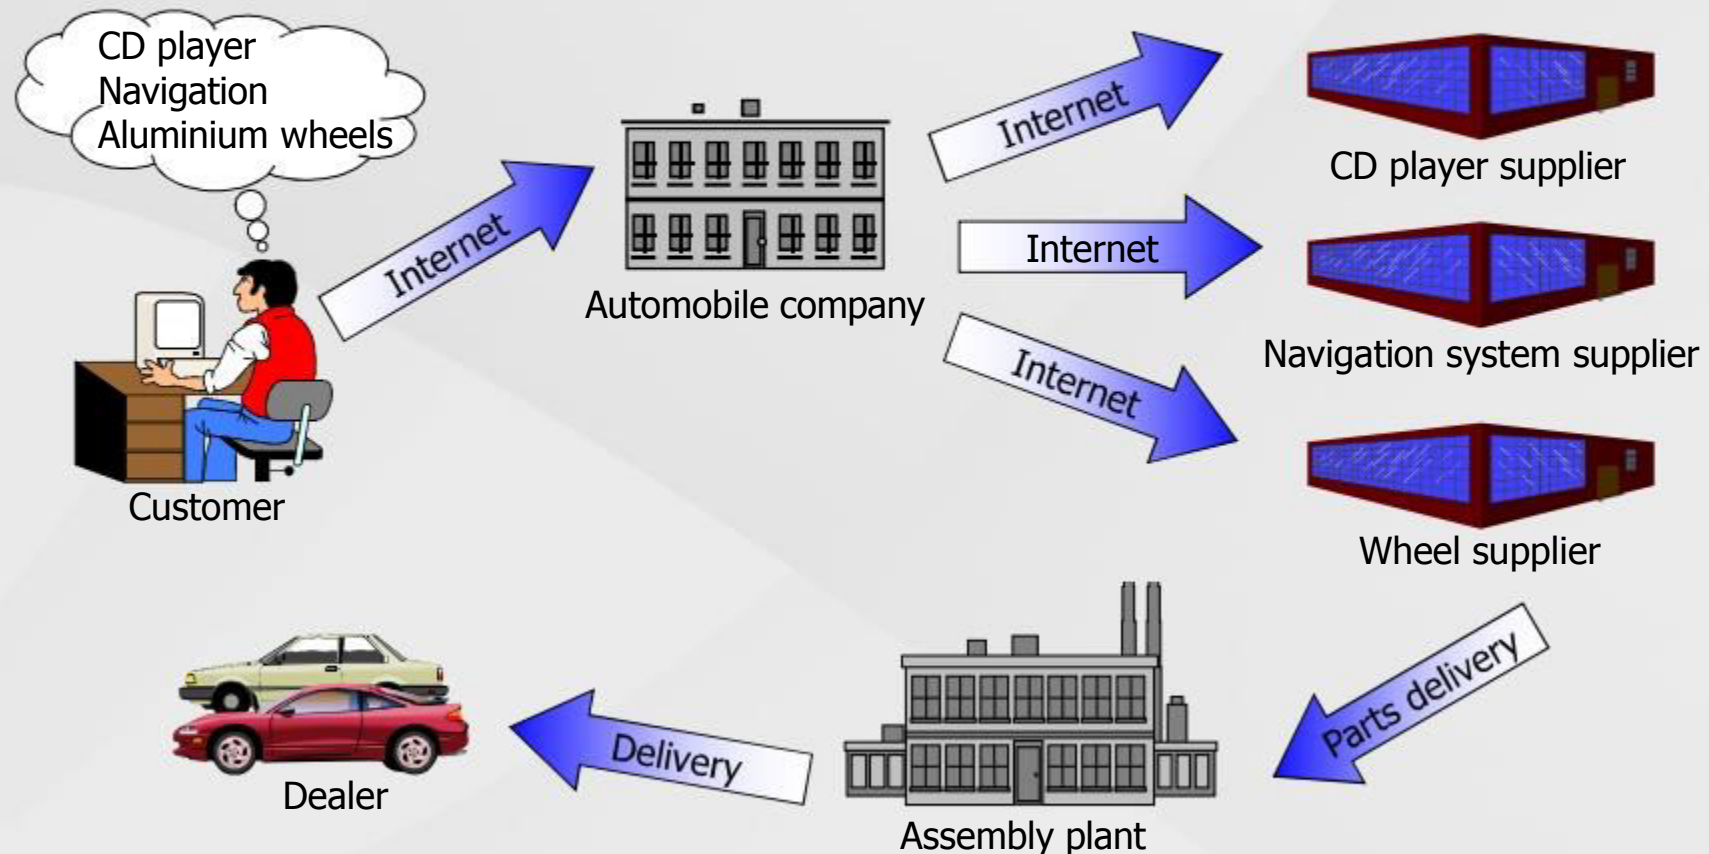 CD player
Navigation
Aluminium wheels
Customer
Internet
Automobile company
Internet
Internet
Internet
CD player supplier
Navigation system supplier
Wheel supplier
Parts delivery
Assembly plant
Delivery
Dealer